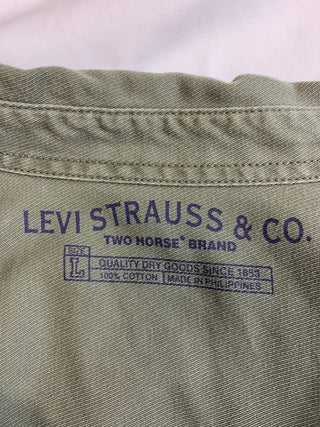 LEVI STRAUSS & CO.
TWO HORSE® BRAND
SIZE
L
QUALITY DRY GOODS SINCE 1853
100% COTTON MADE IN PHILIPPINES